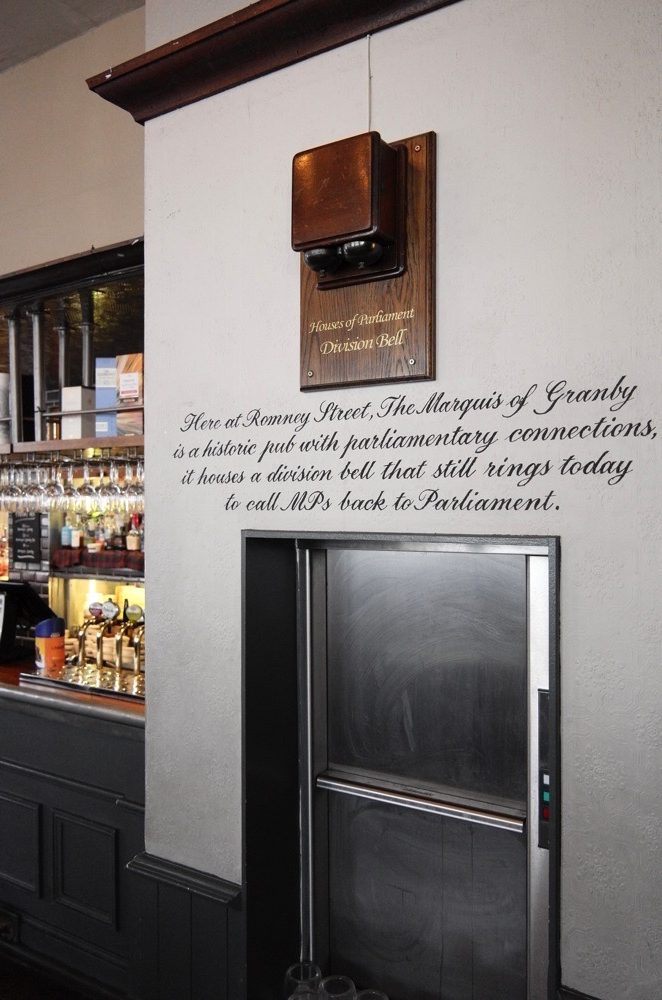 Houses of Parliament
Division Bell
Here at Romney Street, The Marquis of Granby
is a historic pub with parliamentary connections,
it houses a division bell that still rings today
to call MPs back to Parliament.